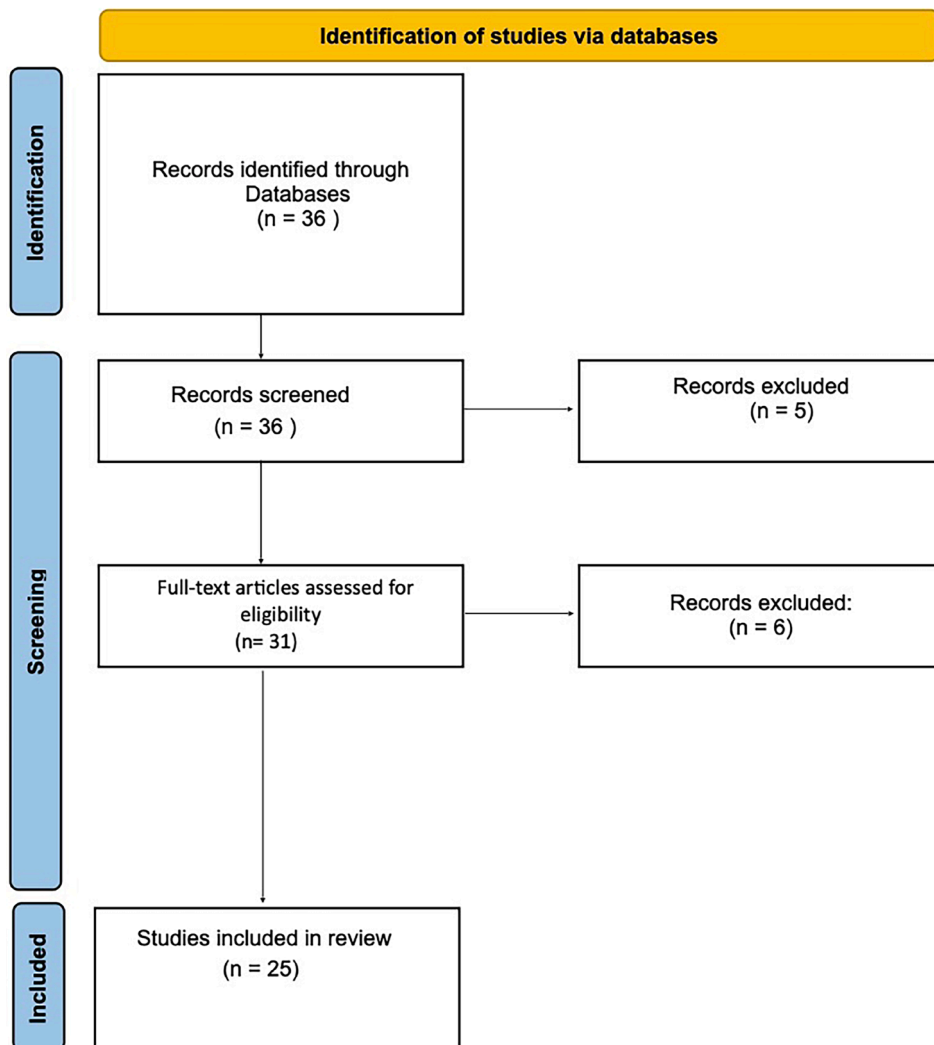 Identification of studies via databases
Identification
Records identified through
Databases
(n = 36 )
Screening
Records screened
(n = 36 )
Records excluded
(n = 5)
Full-text articles assessed for
eligibility
(n= 31)
Records excluded:
(n = 6)
Included
Studies included in review
(n = 25)